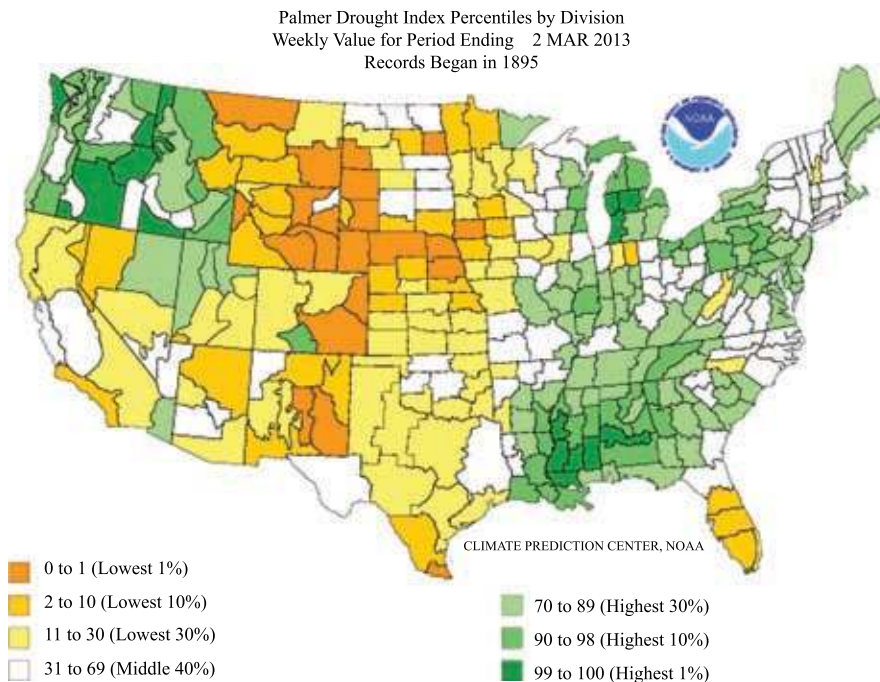 Palmer Drought Index Percentiles by Division
Weekly Value for Period Ending 2 MAR 2013
Records Began in 1895
NOAA
CLIMATE PREDICTION CENTER, NOAA
0 to 1 (Lowest 1%)
2 to 10 (Lowest 10%)
11 to 30 (Lowest 30%)
31 to 69 (Middle 40%)
70 to 89 (Highest 30%)
90 to 98 (Highest 10%)
99 to 100 (Highest 1%)